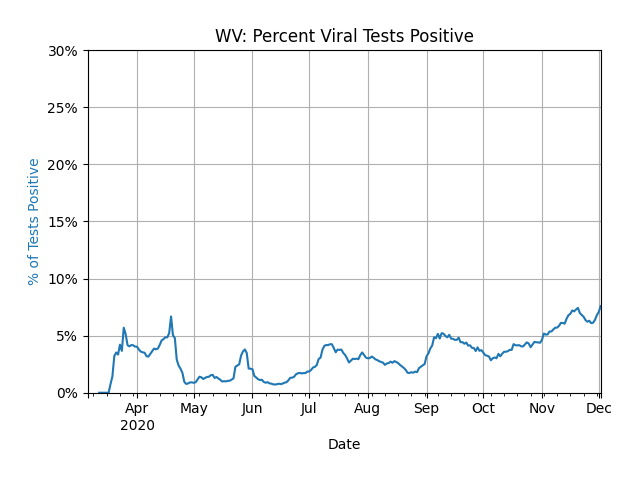 WV: Percent Viral Tests Positive
30%
25%
20%
15%
10%
5%
0%
% of Tests Positive
Apr May Jun Jul Aug Sep Oct Nov Dec
2020
Date